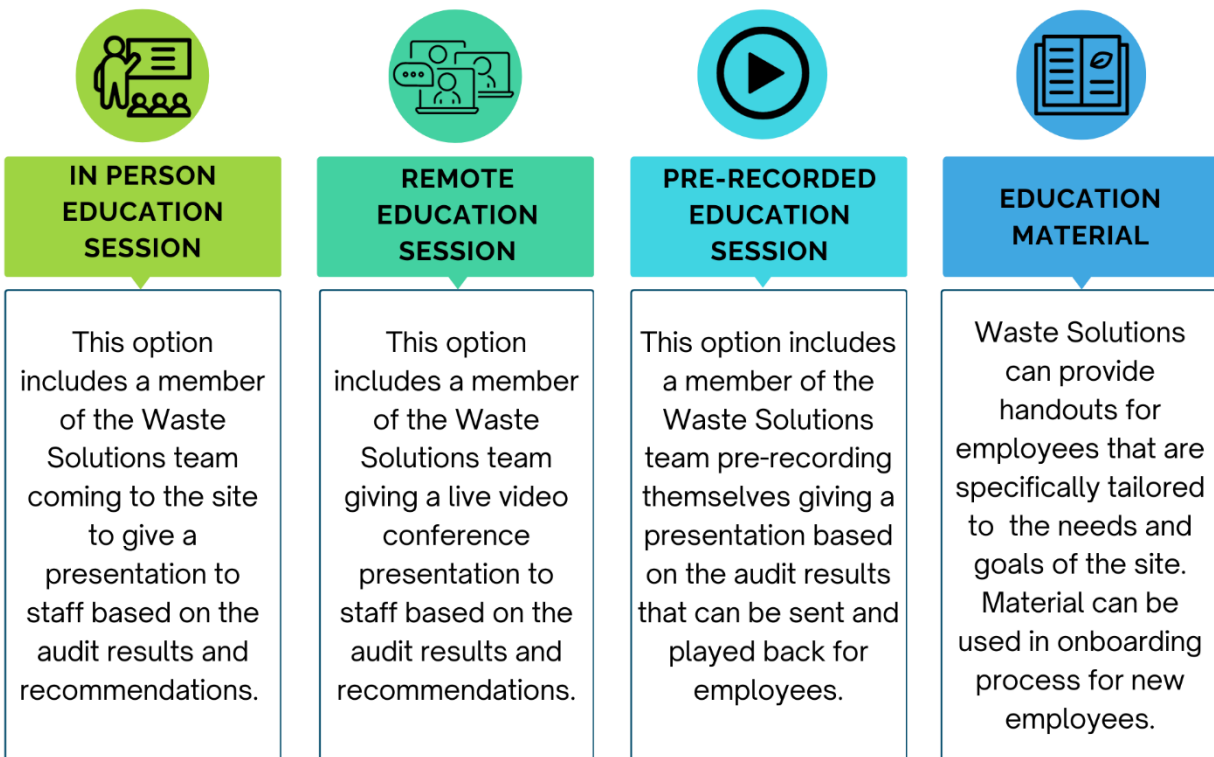 IN PERSON
EDUCATION
SESSION
This option
includes a member
of the Waste
Solutions team
coming to the site
to give a
presentation to
staff based on the
audit results and
recommendations.
REMOTE
EDUCATION
SESSION
This option
includes a member
of the Waste
Solutions team
giving a live video
conference
presentation to
staff based on the
audit results and
recommendations.
PRE-RECORDED
EDUCATION
SESSION
This option includes
a member of the
Waste Solutions
team pre-recording
themselves giving a
presentation based
on the audit results
that can be sent and
played back for
employees.
EDUCATION
MATERIAL
Waste Solutions
can provide
handouts for
employees that are
specifically tailored
to the needs and
goals of the site.
Material can be
used in onboarding
process for new
employees.